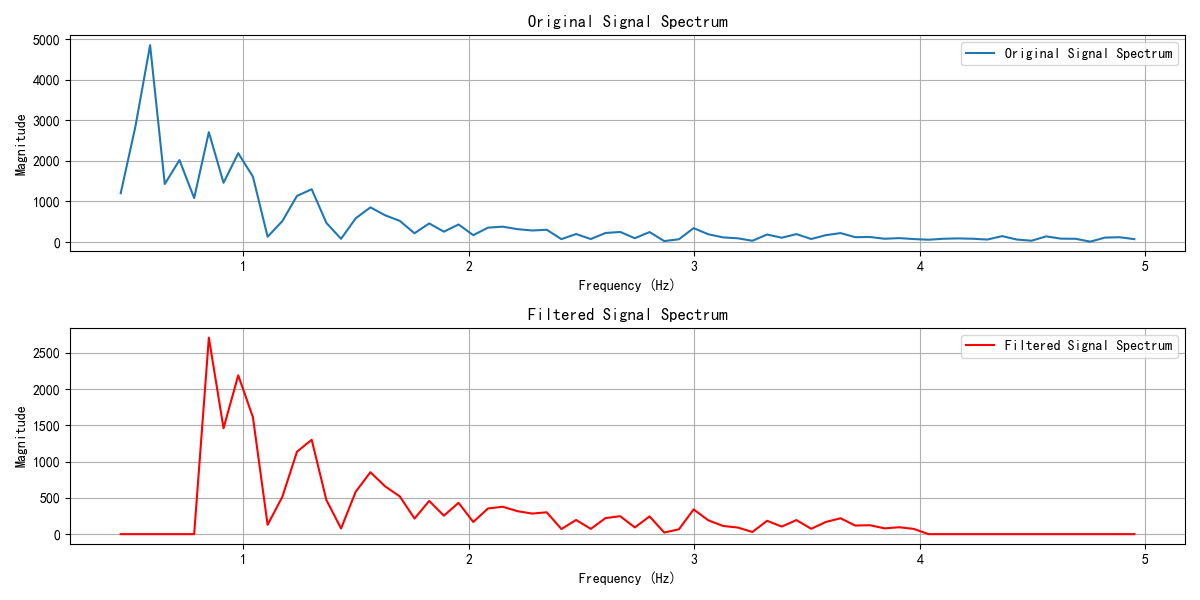 Original Signal Spectrum
5000
4000
3000
2000
1000
0
Magnitude
Original Signal Spectrum
1 2 3 4 5
Frequency (Hz)
Filtered Signal Spectrum
2500
2000
1500
1000
500
0
Magnitude
Filtered Signal Spectrum
1 2 3 4 5
Frequency (Hz)